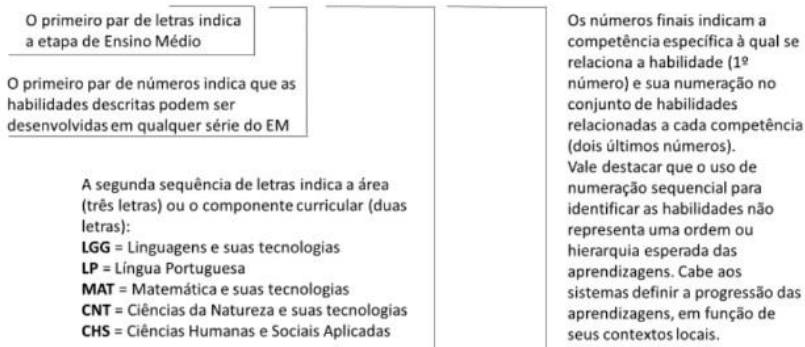 O primeiro par de letras indica
a etapa de Ensino Médio
O primeiro par de números indica que as
habilidades descritas podem ser
desenvolvidas em qualquer série do EM
A segunda sequência de letras indica a área
(três letras) ou o componente curricular (duas
letras):
LGG = Linguagens e suas tecnologias
LP = Língua Portuguesa
MAT = Matemática e suas tecnologias
CNT = Ciências da Natureza e suas tecnologias
CHS = Ciências Humanas e Sociais Aplicadas
Os números finais indicam a
competência específica à qual se
relaciona a habilidade (1º
número) e sua numeração no
conjunto de habilidades
relacionadas a cada competência
(dois últimos números).
Vale destacar que o uso de
numeração sequencial para
identificar as habilidades não
representa uma ordem ou
hierarquia esperada das
aprendizagens. Cabe aos
sistemas definir a progressão das
aprendizagens, em função de
seus contextos locais.